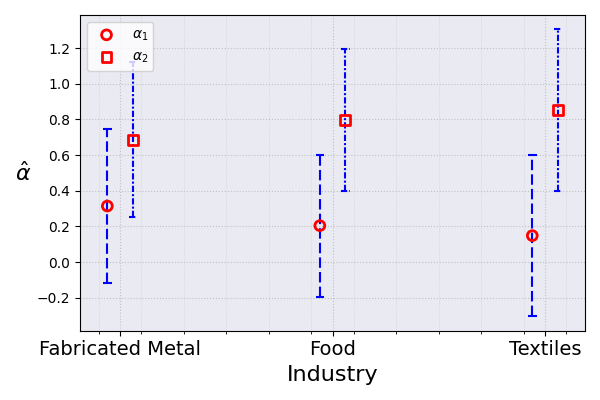 α₁
α₂
1.2
1.0
0.8
0.6
0.4
0.2
0.0
−0.2
α̂
Fabricated Metal Food Textiles
Industry